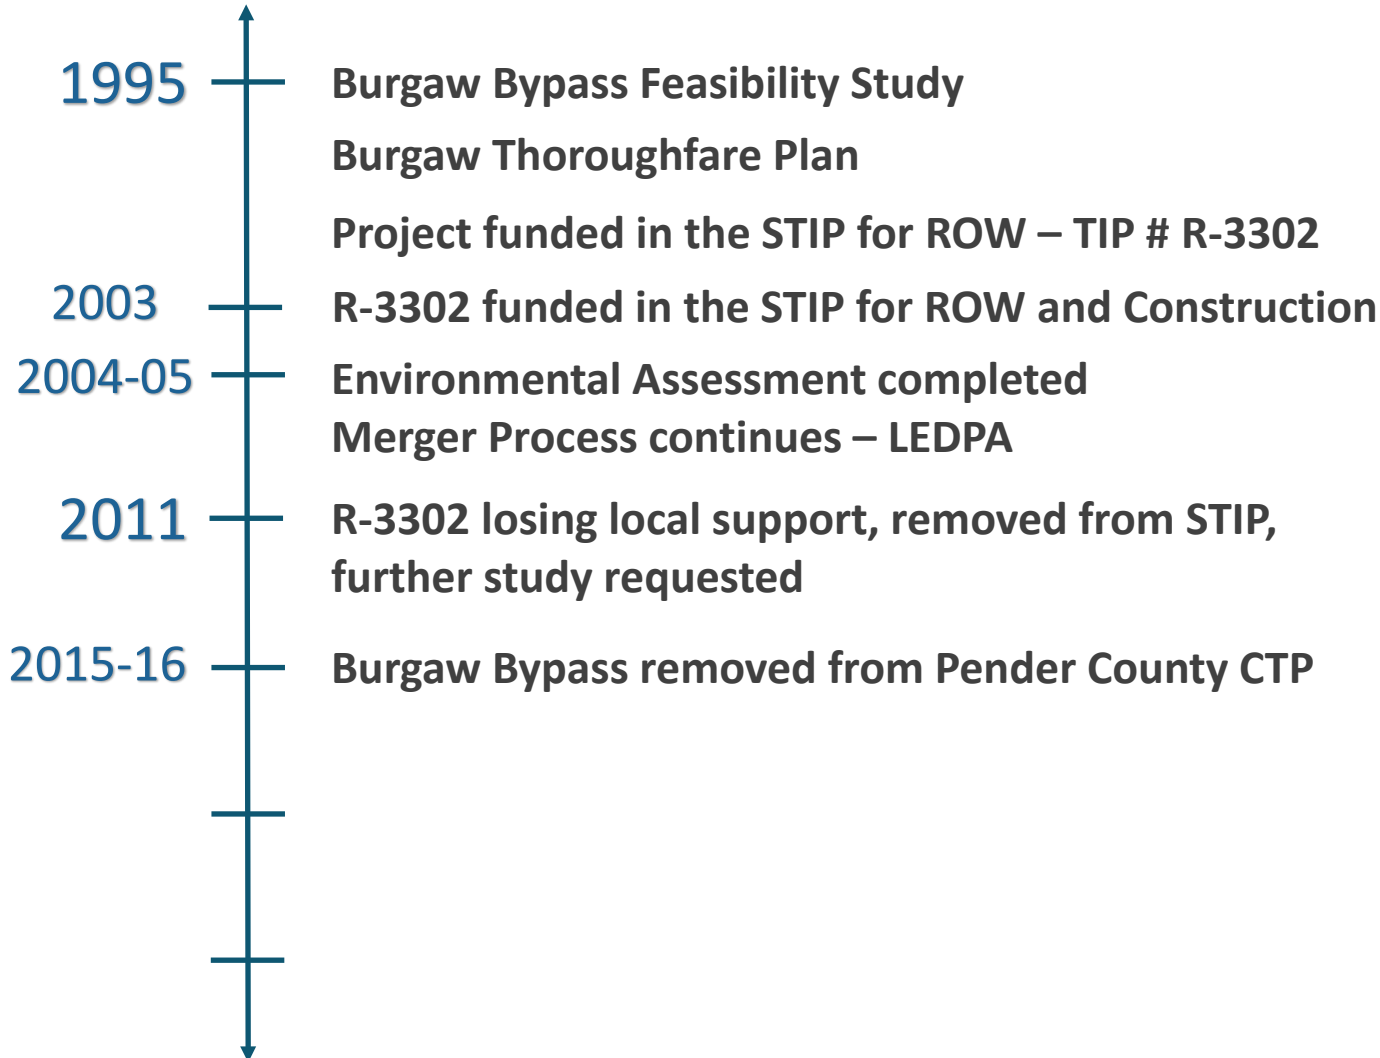 1995 Burgaw Bypass Feasibility Study
Burgaw Thoroughfare Plan
Project funded in the STIP for ROW – TIP # R-3302
2003 R-3302 funded in the STIP for ROW and Construction
2004-05 Environmental Assessment completed
Merger Process continues – LEDPA
2011 R-3302 losing local support, removed from STIP,
further study requested
2015-16 Burgaw Bypass removed from Pender County CTP